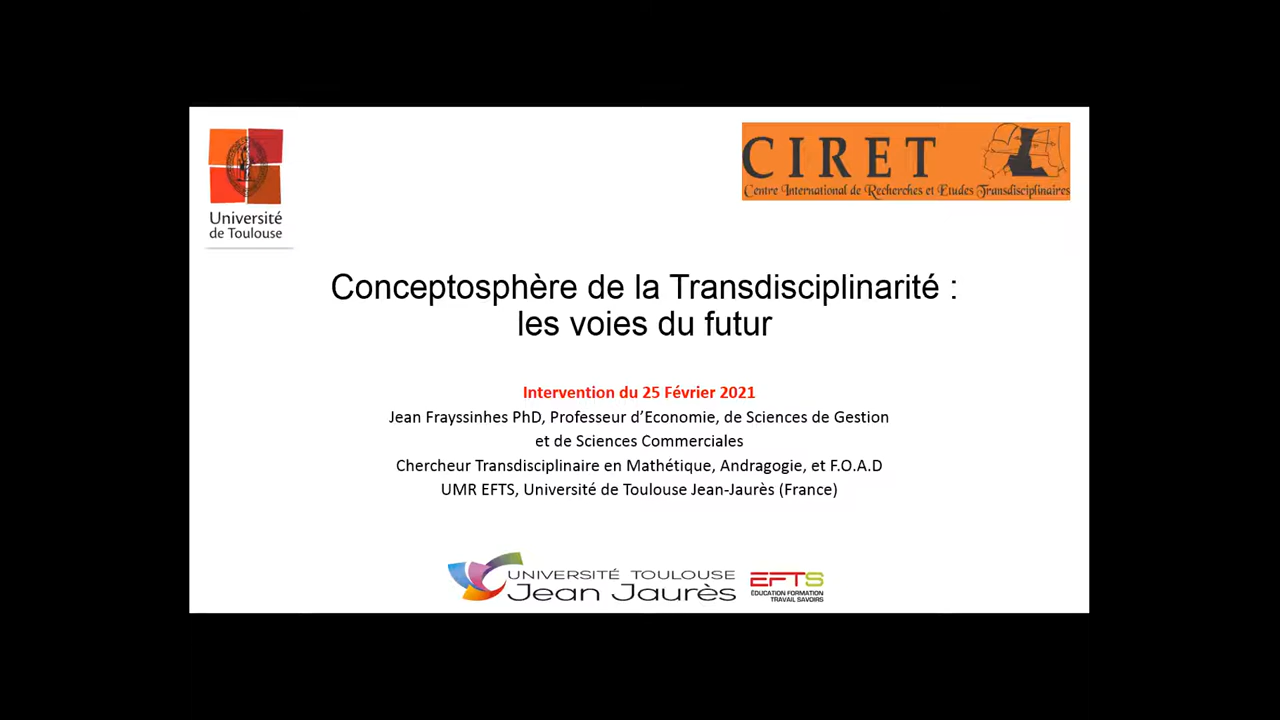 CIRET
Centre International de Recherches et Etudes Transdisciplinaires
Université
de Toulouse
Conceptosphère de la Transdisciplinarité :
les voies du futur
Intervention du 25 Février 2021
Jean Frayssinhes PhD, Professeur d’Economie, de Sciences de Gestion
et de Sciences Commerciales
Chercheur Transdisciplinaire en Mathétique, Andragogie, et F.O.A.D
UMR EFTS, Université de Toulouse Jean-Jaurès (France)
UNIVERSITÉ TOULOUSE
Jean Jaurès
EFTS
ÉDUCATION FORMATION
TRAVAIL SAVOIRS